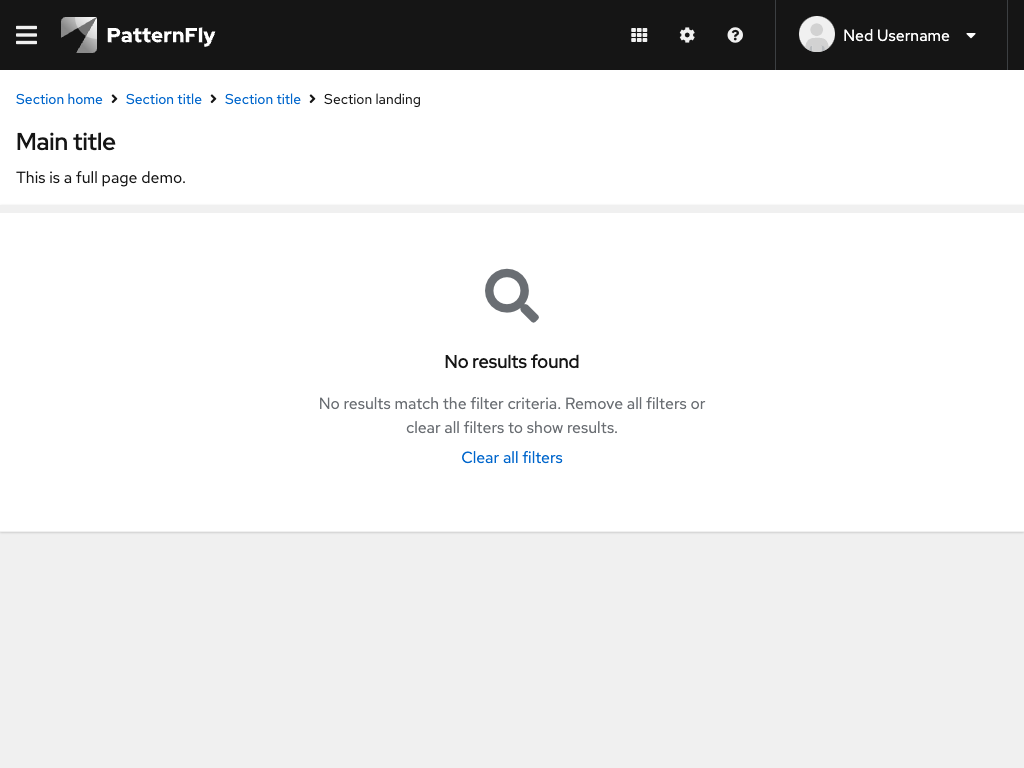 PatternFly
Ned Username
Section home Section title Section title Section landing
Main title
This is a full page demo.
No results found
No results match the filter criteria. Remove all filters or
clear all filters to show results.
Clear all filters